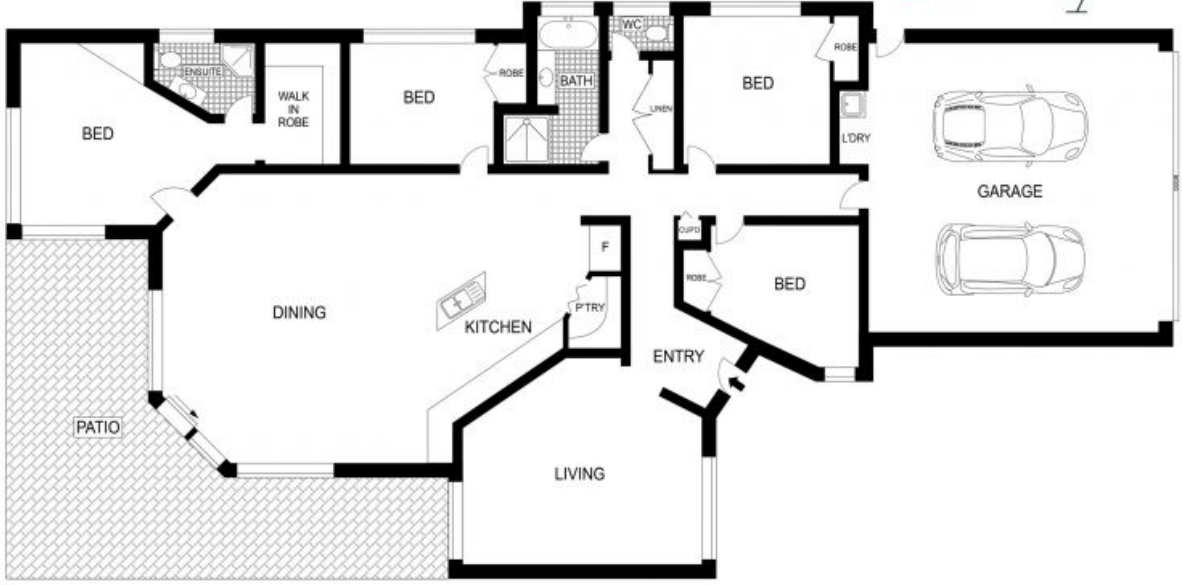 WC
ROBE
ENSUITE
WALK
IN
ROBE
BED
ROBE
BATH
LINEN
BED
BED
L'DRY
GARAGE
CUP'D
F
ROBE
BED
P'TRY
DINING
KITCHEN
ENTRY
PATIO
LIVING